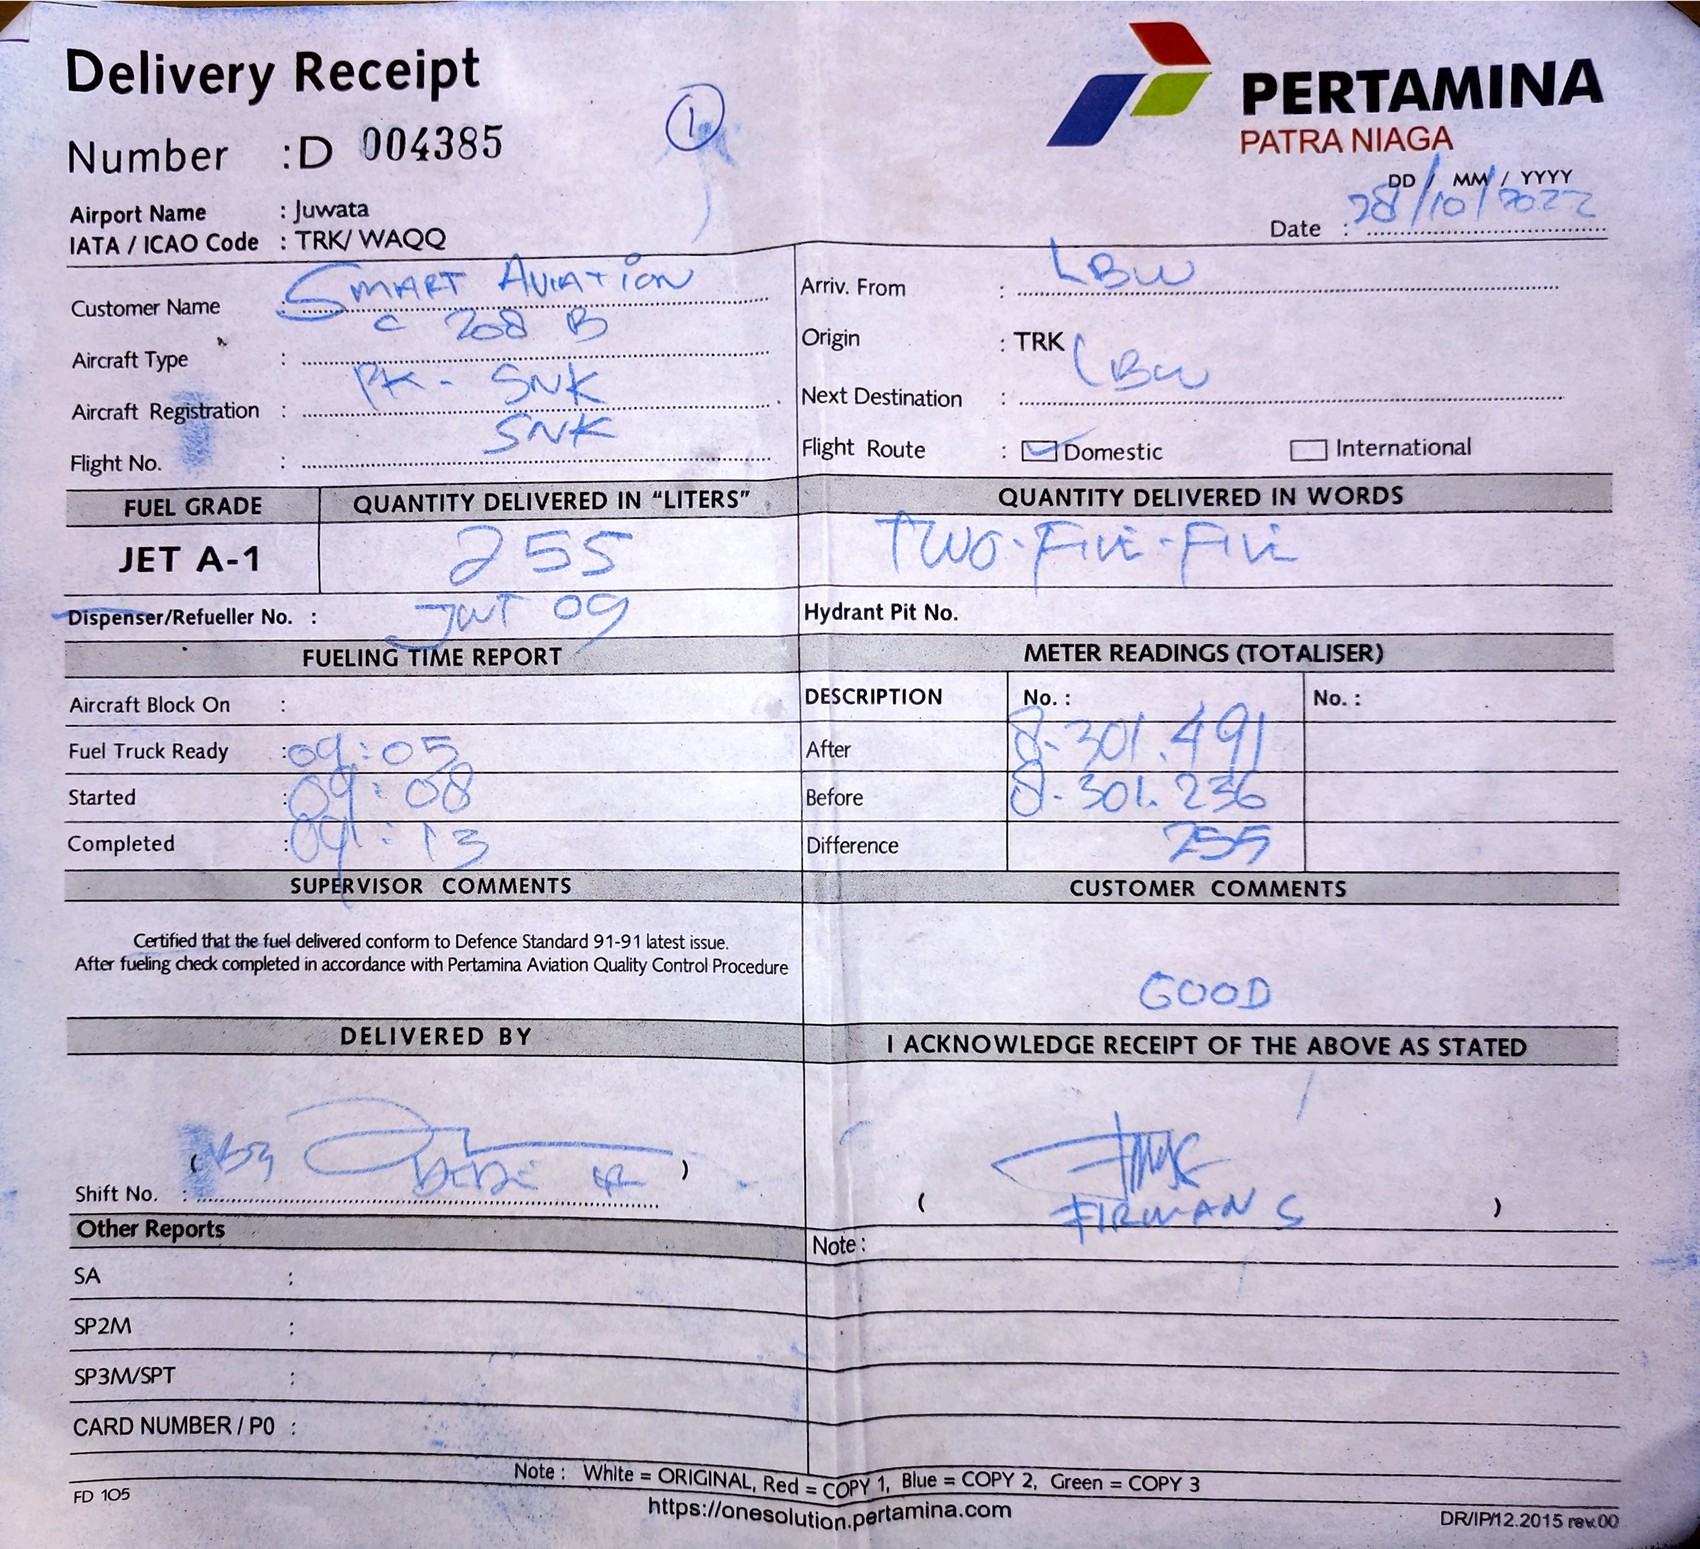 Delivery Receipt
1
PERTAMINA
PATRA NIAGA
Number : D 004385
DD / MM / YYYY
Date : 28/10/2022
Airport Name : Juwata
IATA / ICAO Code : TRK/ WAQQ
Customer Name : SMART AVIATION
Aircraft Type : C 208 B
Aircraft Registration : PK - SNK
Flight No. : SNK
Arriv. From : LBW
Origin : TRK
Next Destination : LBW
Flight Route : Domestic International
FUEL GRADE QUANTITY DELIVERED IN “LITERS” QUANTITY DELIVERED IN WORDS
JET A-1 255 TWO-FIVE-FIVE
Dispenser/Refueller No. : JWT 09 Hydrant Pit No.
FUELING TIME REPORT METER READINGS (TOTALISER)
Aircraft Block On : DESCRIPTION No. : No. :
Fuel Truck Ready : 09:05 After 8.301.491
Started : 09:08 Before 8.301.236
Completed : 09:13 Difference 255
SUPERVISOR COMMENTS CUSTOMER COMMENTS
Certified that the fuel delivered conform to Defence Standard 91-91 latest issue.
After fueling check completed in accordance with Pertamina Aviation Quality Control Procedure
GOOD
DELIVERED BY I ACKNOWLEDGE RECEIPT OF THE ABOVE AS STATED
Shift No. :
( FIRMAN S )
Other Reports
Note :
SA :
SP2M :
SP3M/SPT :
CARD NUMBER / P0 :
Note : White = ORIGINAL, Red = COPY 1, Blue = COPY 2, Green = COPY 3
FD 105
https://onesolution.pertamina.com
DR/IP/12.2015 rev.00